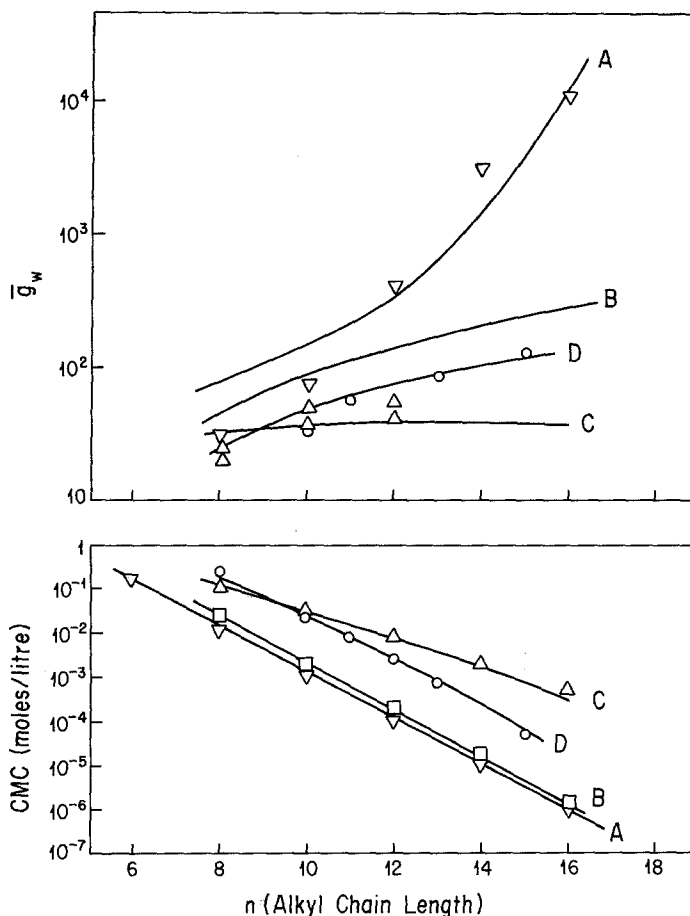 10⁴
10³
10²
10
g̅w
A
B
D
C
1
10⁻¹
10⁻²
10⁻³
10⁻⁴
10⁻⁵
10⁻⁶
10⁻⁷
CMC (moles/litre)
C
D
B
A
6 8 10 12 14 16 18
n (Alkyl Chain Length)